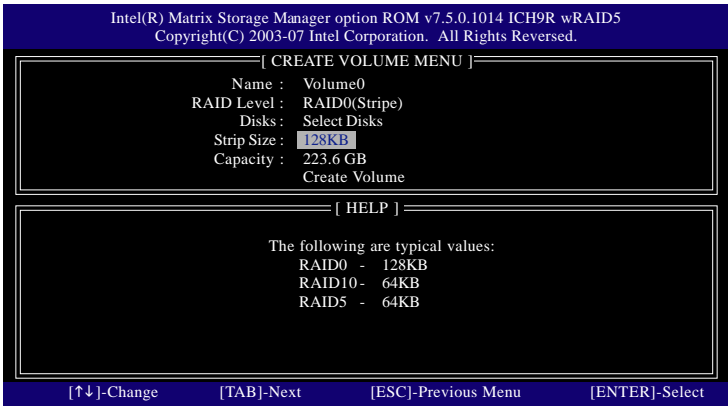 Intel(R) Matrix Storage Manager option ROM v7.5.0.1014 ICH9R wRAID5
Copyright(C) 2003-07 Intel Corporation. All Rights Reversed.
[ CREATE VOLUME MENU ]
Name : Volume0
RAID Level : RAID0(Stripe)
Disks : Select Disks
Strip Size : 128KB
Capacity : 223.6 GB
Create Volume
[ HELP ]
The following are typical values:
RAID0 - 128KB
RAID10 - 64KB
RAID5 - 64KB
[↑↓]-Change [TAB]-Next [ESC]-Previous Menu [ENTER]-Select